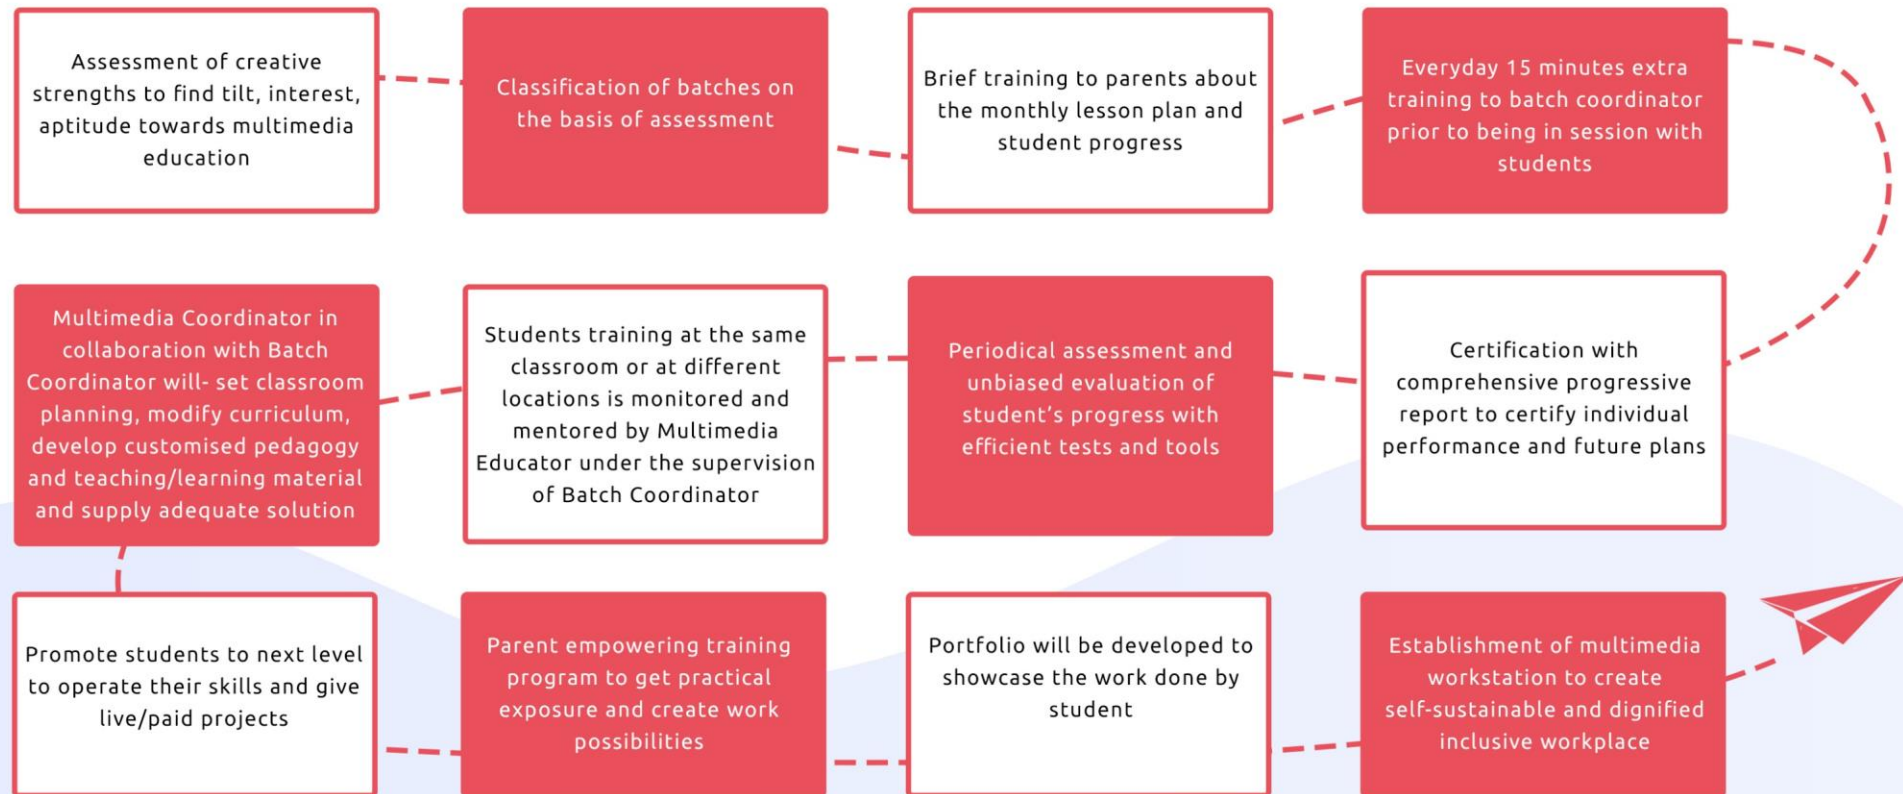 Assessment of creative
strengths to find tilt, interest,
aptitude towards multimedia
education
Classification of batches on
the basis of assessment
Brief training to parents about
the monthly lesson plan and
student progress
Everyday 15 minutes extra
training to batch coordinator
prior to being in session with
students
Certification with
comprehensive progressive
report to certify individual
performance and future plans
Periodical assessment and
unbiased evaluation of
student’s progress with
efficient tests and tools
Students training at the same
classroom or at different
locations is monitored and
mentored by Multimedia
Educator under the supervision
of Batch Coordinator
Multimedia Coordinator in
collaboration with Batch
Coordinator will- set classroom
planning, modify curriculum,
develop customised pedagogy
and teaching/learning material
and supply adequate solution
Promote students to next level
to operate their skills and give
live/paid projects
Parent empowering training
program to get practical
exposure and create work
possibilities
Portfolio will be developed to
showcase the work done by
student
Establishment of multimedia
workstation to create
self-sustainable and dignified
inclusive workplace